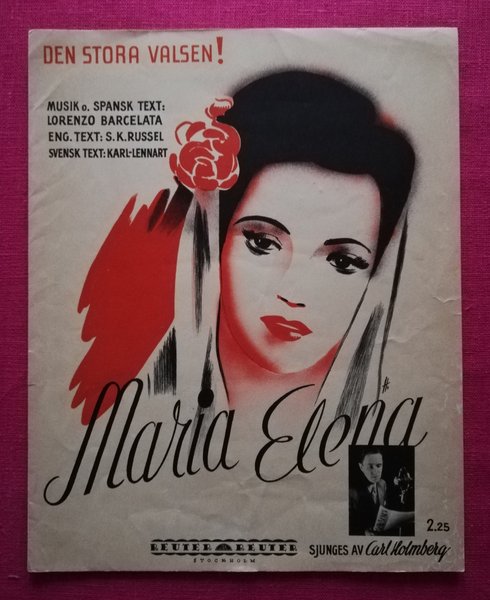 DEN STORA VALSEN!
MUSIK o. SPANSK TEXT:
LORENZO BARCELATA
ENG. TEXT: S.K.RUSSEL
SVENSK TEXT: KARL-LENNART
Maria Elena
2.25
REUTER REUTER
STOCKHOLM
SJUNGES AV Carl Holmberg